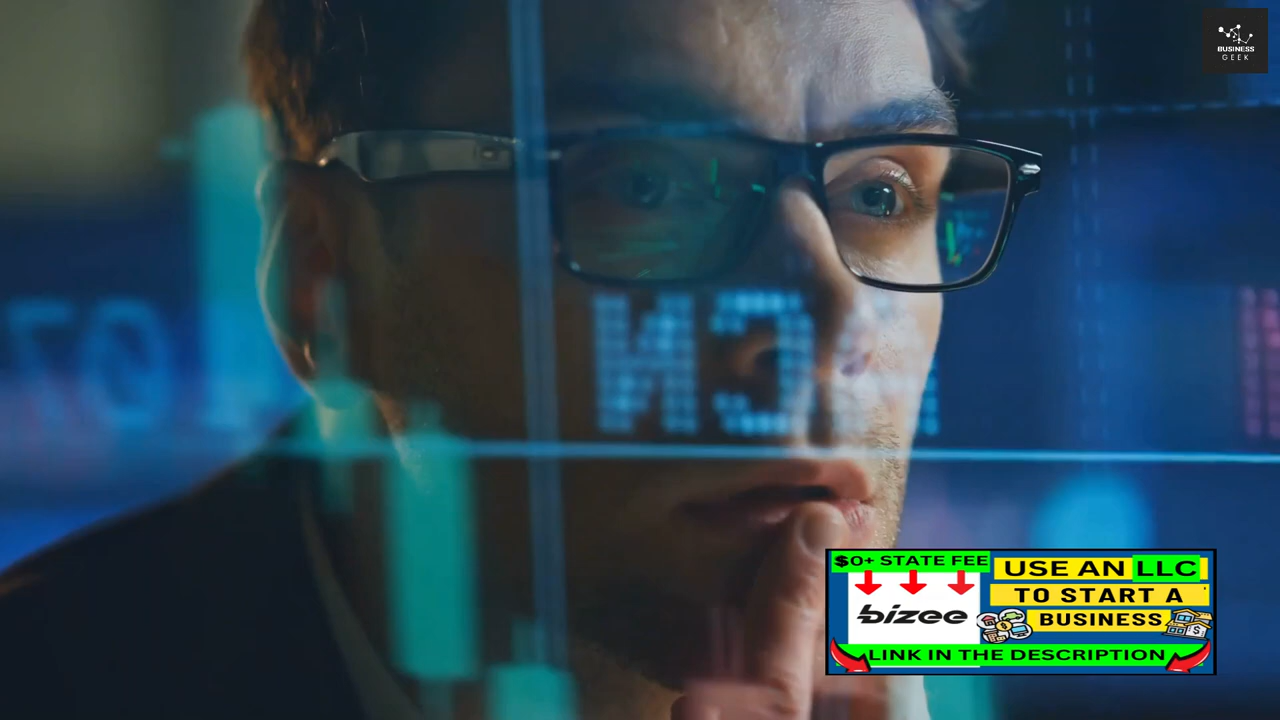 BUSINESS
GEEK
$0+ STATE FEE
bizee
USE AN LLC
TO START A
BUSINESS
LINK IN THE DESCRIPTION